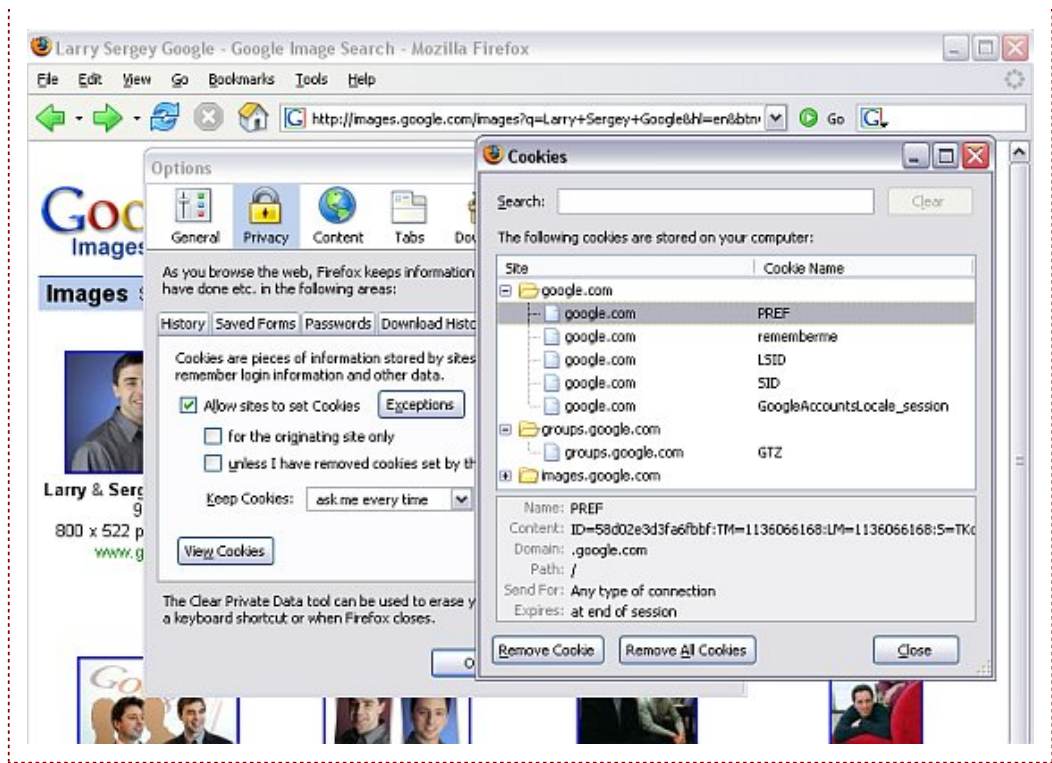 Larry Sergey Google - Google Image Search - Mozilla Firefox
File Edit View Go Bookmarks Tools Help
http://images.google.com/images?q=Larry+Sergey+Google&hl=en&btn Go
Goo
Images
Images
Larry & Serg
9
800 x 522 p
www.g
Go
Options
General Privacy Content Tabs Dow
As you browse the web, Firefox keeps information
have done etc. in the following areas:
History Saved Forms Passwords Download Histo
Cookies are pieces of information stored by sites
remember login information and other data.
Allow sites to set Cookies Exceptions
for the originating site only
unless I have removed cookies set by th
Keep Cookies: ask me every time
View Cookies
The Clear Private Data tool can be used to erase y
a keyboard shortcut or when Firefox closes.
O
Cookies
Search: Clear
The following cookies are stored on your computer:
Site Cookie Name
google.com
google.com PREF
google.com rememberme
google.com LSID
google.com SID
google.com GoogleAccountsLocale_session
groups.google.com
groups.google.com GTZ
images.google.com
Name: PREF
Content: ID=58d02e3d3fa6fbbf:TM=1136066168:LM=1136066168:S=TKc
Domain: .google.com
Path: /
Send For: Any type of connection
Expires: at end of session
Remove Cookie Remove All Cookies Close